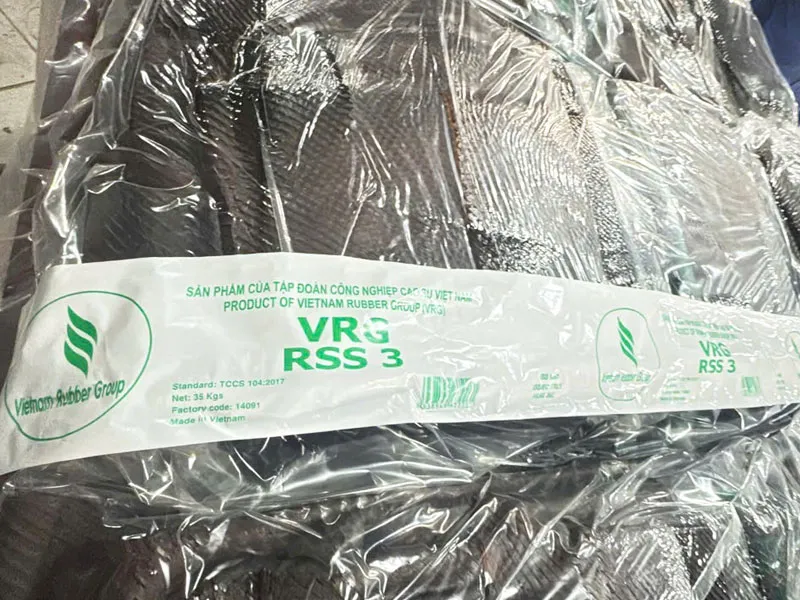 SẢN PHẨM CỦA TẬP ĐOÀN CÔNG NGHIỆP CAO SU VIỆT NAM
PRODUCT OF VIETNAM RUBBER GROUP (VRG)
VRG
RSS 3
Vietnam Rubber Group
Standard: TCCS 104:2017
Net: 35 Kgs
Factory code: 14091
Made in Vietnam
VRG
RSS 3
Rubber Group